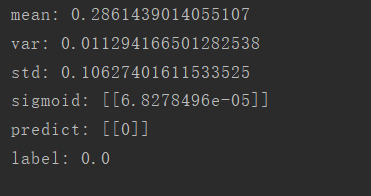 mean: 0.2861439014055107
var: 0.011294166501282538
std: 0.10627401611533525
sigmoid: [[6.8278496e-05]]
predict: [[0]]
label: 0.0